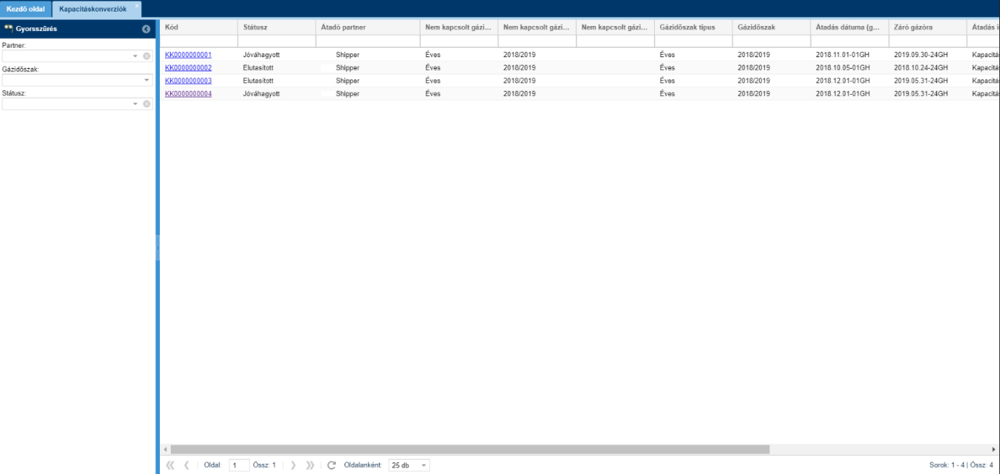 Kezdő oldal Kapacitáskonverziók
Gyorsszűrés
Partner:
Gázidőszak:
Státusz:
Kód Státusz Átadó partner Nem kapcsolt gázi... Nem kapcsolt gázi... Nem kapcsolt gázi... Gázidőszak típus Gázidőszak Átadás dátuma (g... Záró gázóra Átadás i
KK0000000001 Jóváhagyott Shipper Éves 2018/2019 Éves 2018/2019 2018.11.01-01GH 2019.09.30-24GH Kapacitás
KK0000000002 Elutasított Shipper Éves 2018/2019 Éves 2018/2019 2018.10.05-01GH 2018.10.24-24GH Kapacitás
KK0000000003 Elutasított Shipper Éves 2018/2019 Éves 2018/2019 2018.12.01-01GH 2019.05.31-24GH Kapacitás
KK0000000004 Jóváhagyott Shipper Éves 2018/2019 Éves 2018/2019 2018.12.01-01GH 2019.05.31-24GH Kapacitás
Oldal: 1 Össz: 1 Oldalanként: 25 db Sorok: 1 - 4 | Össz: 4